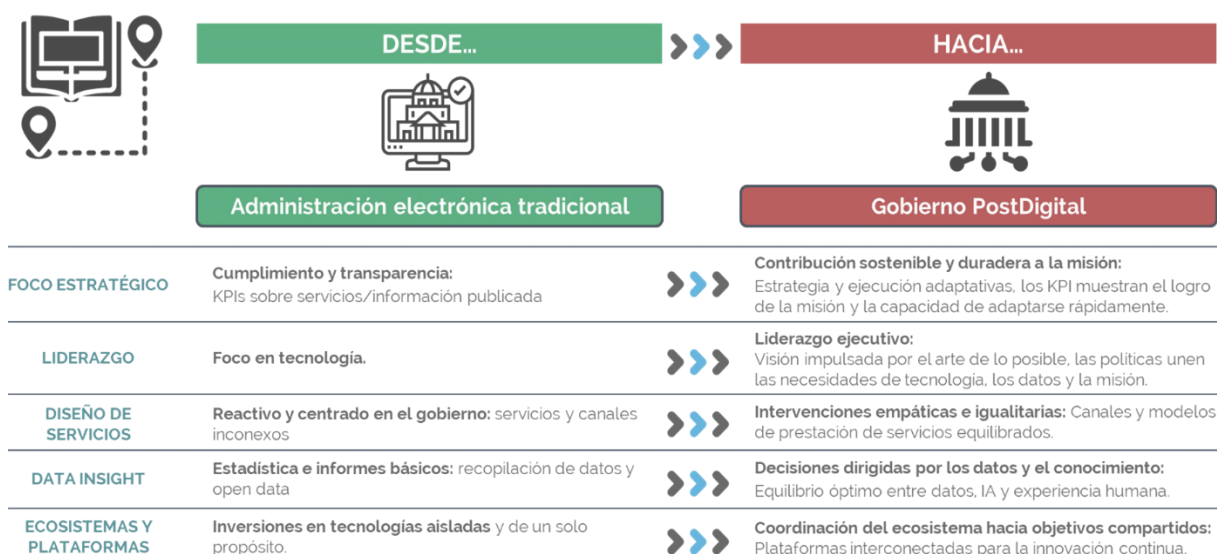 DESDE...
HACIA...
Administración electrónica tradicional
Gobierno PostDigital
FOCO ESTRATÉGICO
Cumplimiento y transparencia:
KPIs sobre servicios/información publicada
Contribución sostenible y duradera a la misión:
Estrategia y ejecución adaptativas, los KPI muestran el logro
de la misión y la capacidad de adaptarse rápidamente.
LIDERAZGO
Foco en tecnología.
Liderazgo ejecutivo:
Visión impulsada por el arte de lo posible, las políticas unen
las necesidades de tecnología, los datos y la misión.
DISEÑO DE
SERVICIOS
Reactivo y centrado en el gobierno: servicios y canales
inconexos
Intervenciones empáticas e igualitarias: Canales y modelos
de prestación de servicios equilibrados.
DATA INSIGHT
Estadística e informes básicos: recopilación de datos y
open data
Decisiones dirigidas por los datos y el conocimiento:
Equilibrio óptimo entre datos, IA y experiencia humana.
ECOSISTEMAS Y
PLATAFORMAS
Inversiones en tecnologías aisladas y de un solo
propósito.
Coordinación del ecosistema hacia objetivos compartidos:
Plataformas interconectadas para la innovación continua.